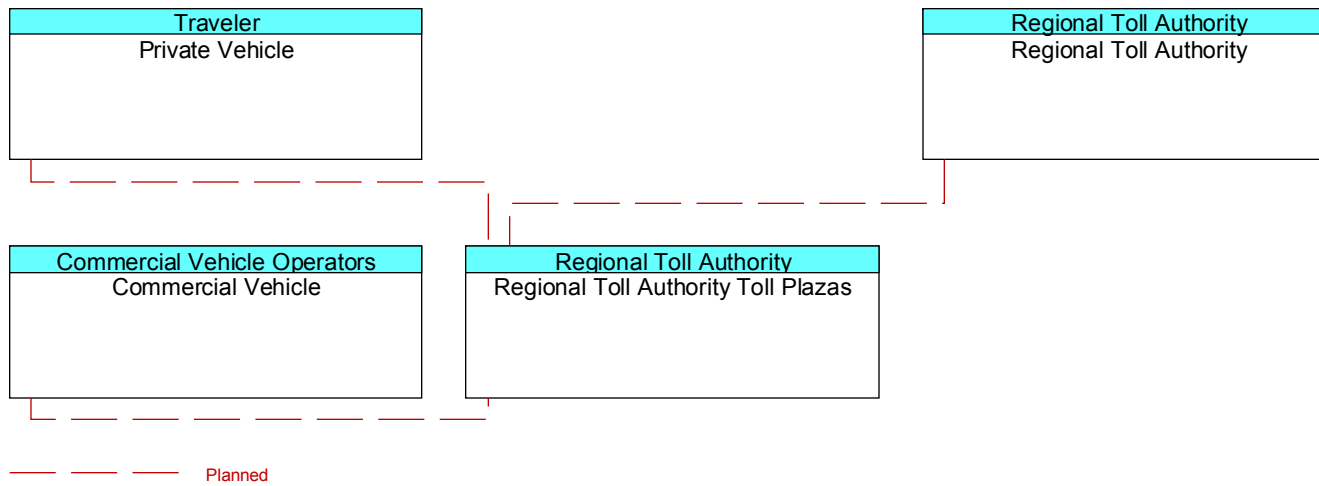 Traveler
Private Vehicle
Regional Toll Authority
Regional Toll Authority
Commercial Vehicle Operators
Commercial Vehicle
Regional Toll Authority
Regional Toll Authority Toll Plazas
Planned